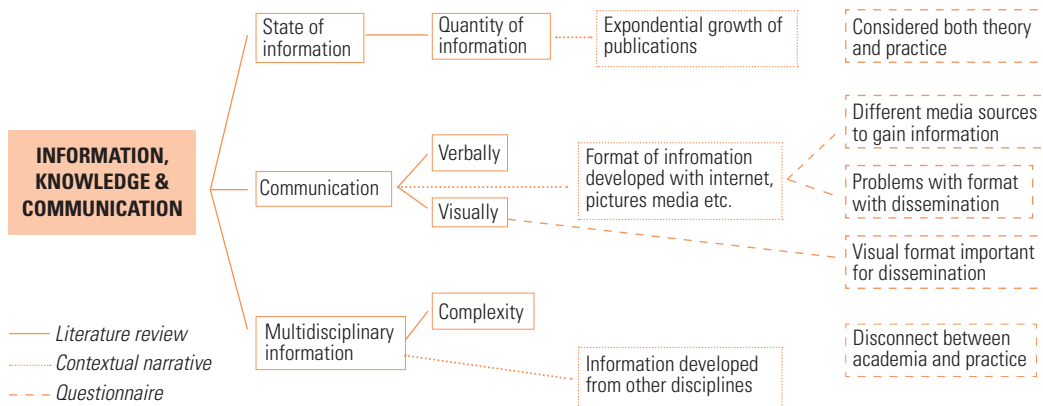 INFORMATION,
KNOWLEDGE &
COMMUNICATION
State of
information
Quantity of
information
Expondential growth of
publications
Considered both theory
and practice
Communication
Verbally
Visually
Format of infromation
developed with internet,
pictures media etc.
Different media sources
to gain information
Problems with format
with dissemination
Visual format important
for dissemination
Multidisciplinary
information
Complexity
Information developed
from other disciplines
Disconnect between
academia and practice
Literature review
Contextual narrative
Questionnaire